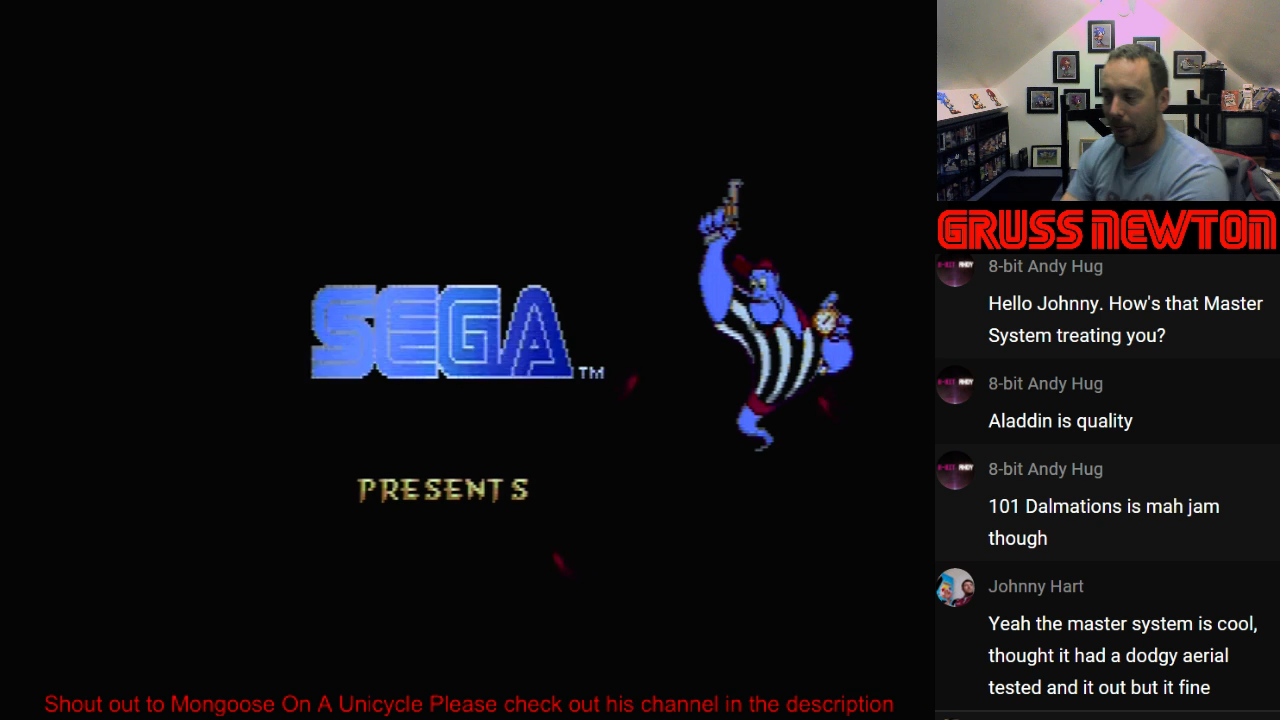 SEGA TM
PRESENTS
GRUSS NEWTON
8-bit Andy Hug
Hello Johnny. How's that Master
System treating you?
8-bit Andy Hug
Aladdin is quality
8-bit Andy Hug
101 Dalmations is mah jam
though
Johnny Hart
Yeah the master system is cool,
thought it had a dodgy aerial
tested and it out but it fine
Shout out to Mongoose On A Unicycle Please check out his channel in the description